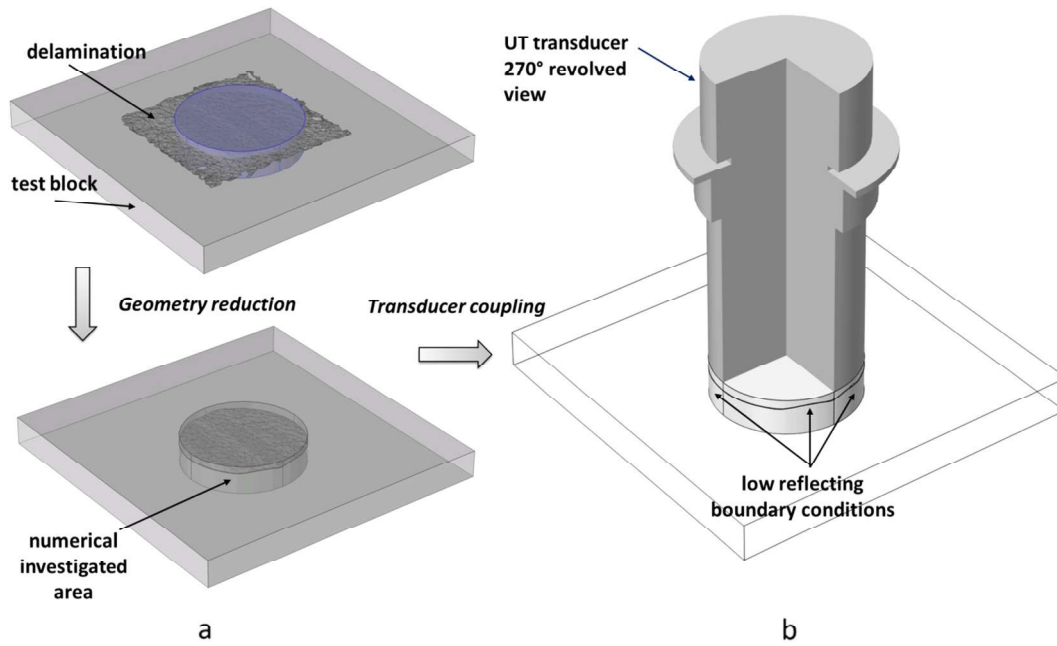 delamination
test block
Geometry reduction
numerical
investigated
area
a
UT transducer
270° revolved
view
Transducer coupling
low reflecting
boundary conditions
b